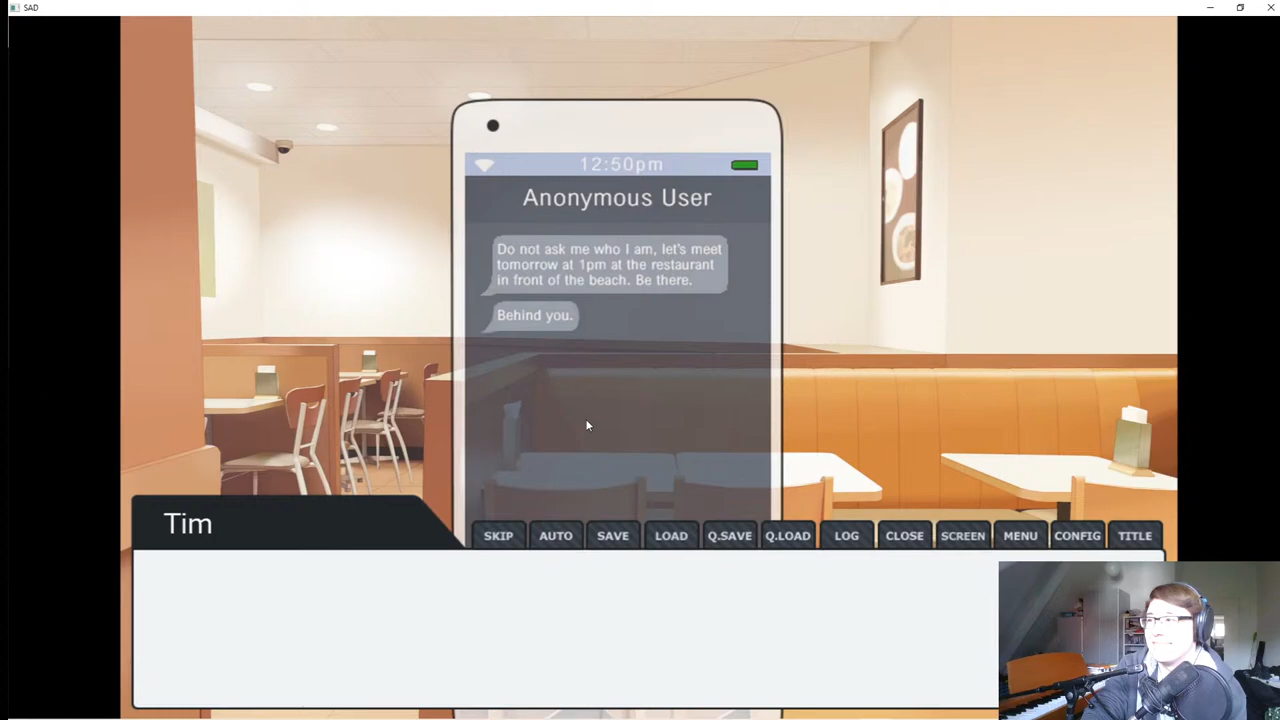 SAD
12:50pm
Anonymous User
Do not ask me who I am, let's meet
tomorrow at 1pm at the restaurant
in front of the beach. Be there.
Behind you.
Tim
SKIP
AUTO
SAVE
LOAD
Q.SAVE
Q.LOAD
LOG
CLOSE
SCREEN
MENU
CONFIG
TITLE